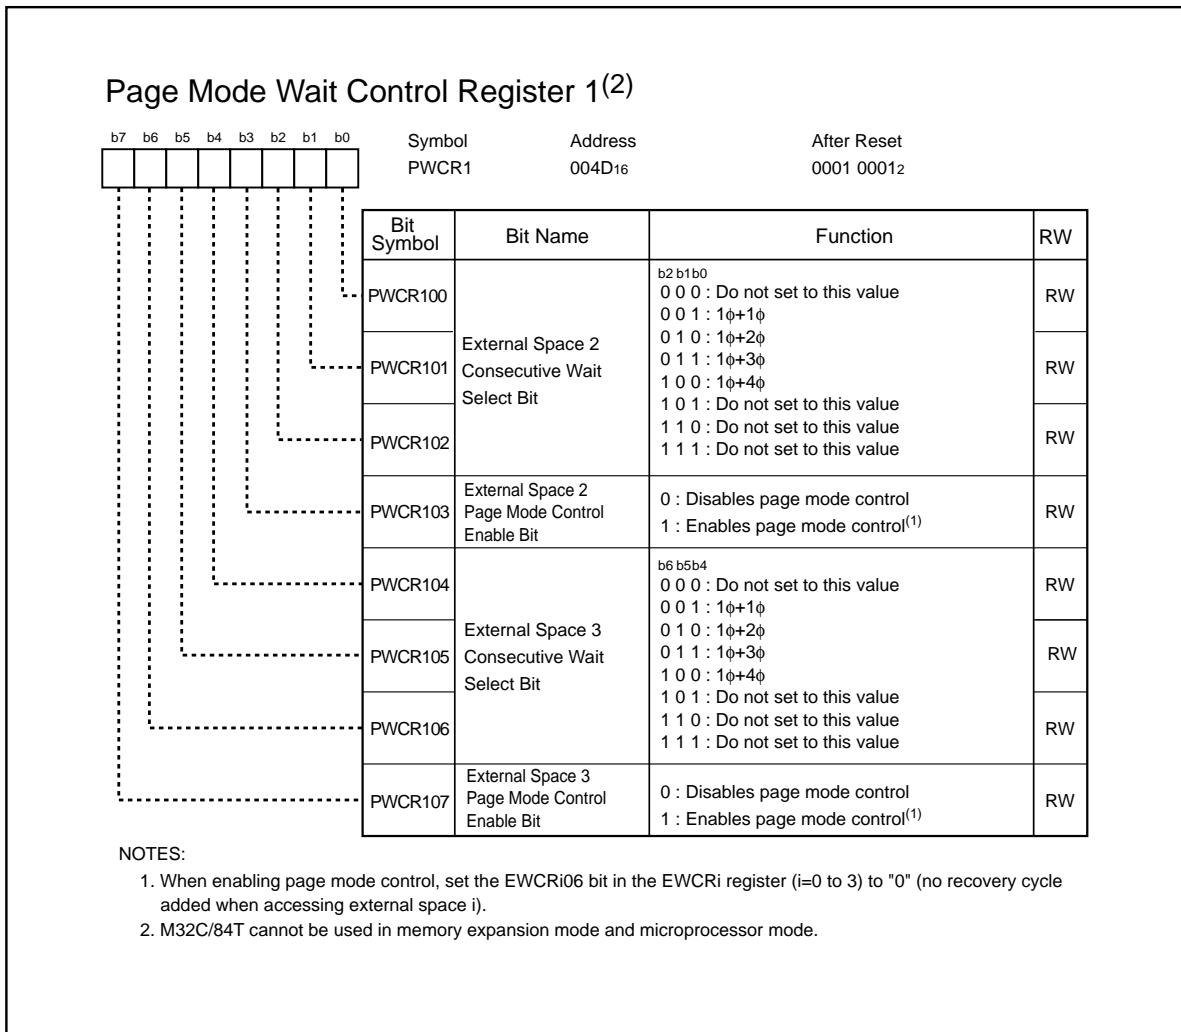 Page Mode Wait Control Register 1(2)
b7 b6 b5 b4 b3 b2 b1 b0
Symbol Address After Reset
PWCR1 004D16 0001 00012
Bit Symbol Bit Name Function RW
PWCR100
PWCR101
PWCR102
External Space 2
Consecutive Wait
Select Bit
b2 b1 b0
0 0 0 : Do not set to this value
0 0 1 : 1ϕ+1ϕ
0 1 0 : 1ϕ+2ϕ
0 1 1 : 1ϕ+3ϕ
1 0 0 : 1ϕ+4ϕ
1 0 1 : Do not set to this value
1 1 0 : Do not set to this value
1 1 1 : Do not set to this value
RW
RW
RW
PWCR103
External Space 2
Page Mode Control
Enable Bit
0 : Disables page mode control
1 : Enables page mode control(1)
RW
PWCR104
PWCR105
PWCR106
External Space 3
Consecutive Wait
Select Bit
b6 b5 b4
0 0 0 : Do not set to this value
0 0 1 : 1ϕ+1ϕ
0 1 0 : 1ϕ+2ϕ
0 1 1 : 1ϕ+3ϕ
1 0 0 : 1ϕ+4ϕ
1 0 1 : Do not set to this value
1 1 0 : Do not set to this value
1 1 1 : Do not set to this value
RW
RW
RW
PWCR107
External Space 3
Page Mode Control
Enable Bit
0 : Disables page mode control
1 : Enables page mode control(1)
RW
NOTES:
1. When enabling page mode control, set the EWCRi06 bit in the EWCRi register (i=0 to 3) to "0" (no recovery cycle
added when accessing external space i).
2. M32C/84T cannot be used in memory expansion mode and microprocessor mode.